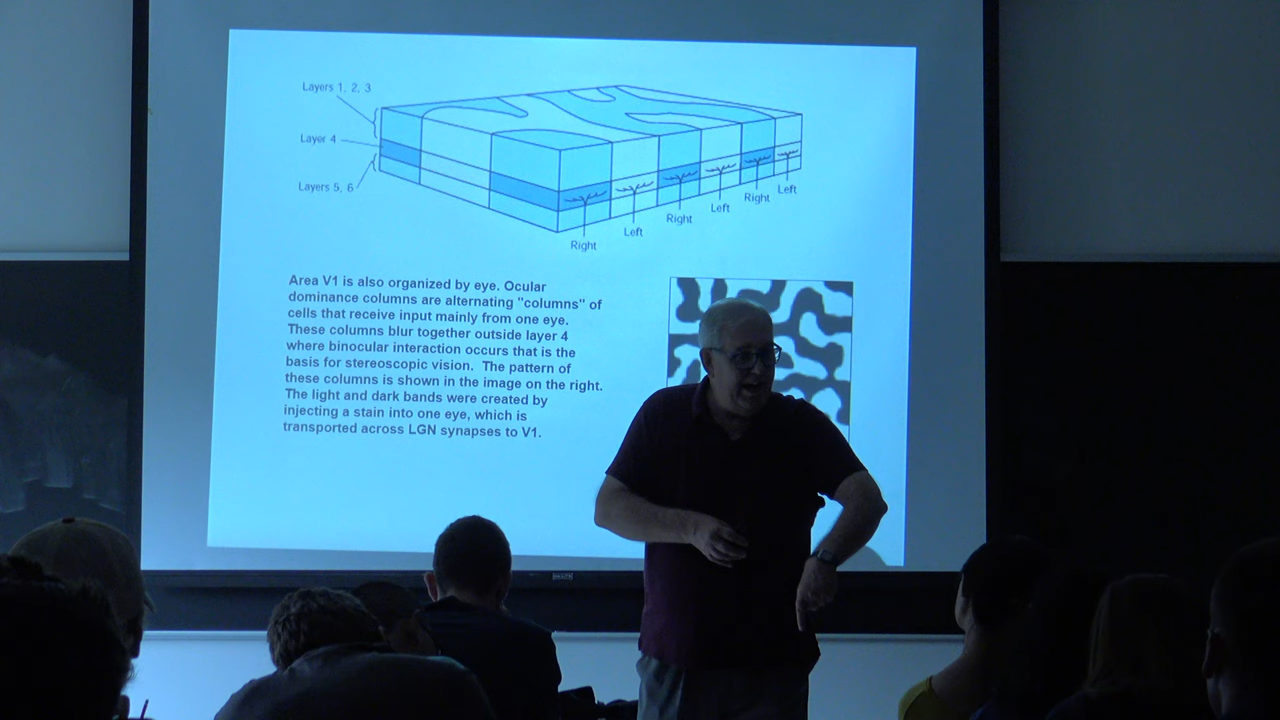 Layers 1, 2, 3
Layer 4
Layers 5, 6
Right
Left
Right
Left
Right
Left
Area V1 is also organized by eye. Ocular
dominance columns are alternating "columns" of
cells that receive input mainly from one eye.
These columns blur together outside layer 4
where binocular interaction occurs that is the
basis for stereoscopic vision. The pattern of
these columns is shown in the image on the right.
The light and dark bands were created by
injecting a stain into one eye, which is
transported across LGN synapses to V1.